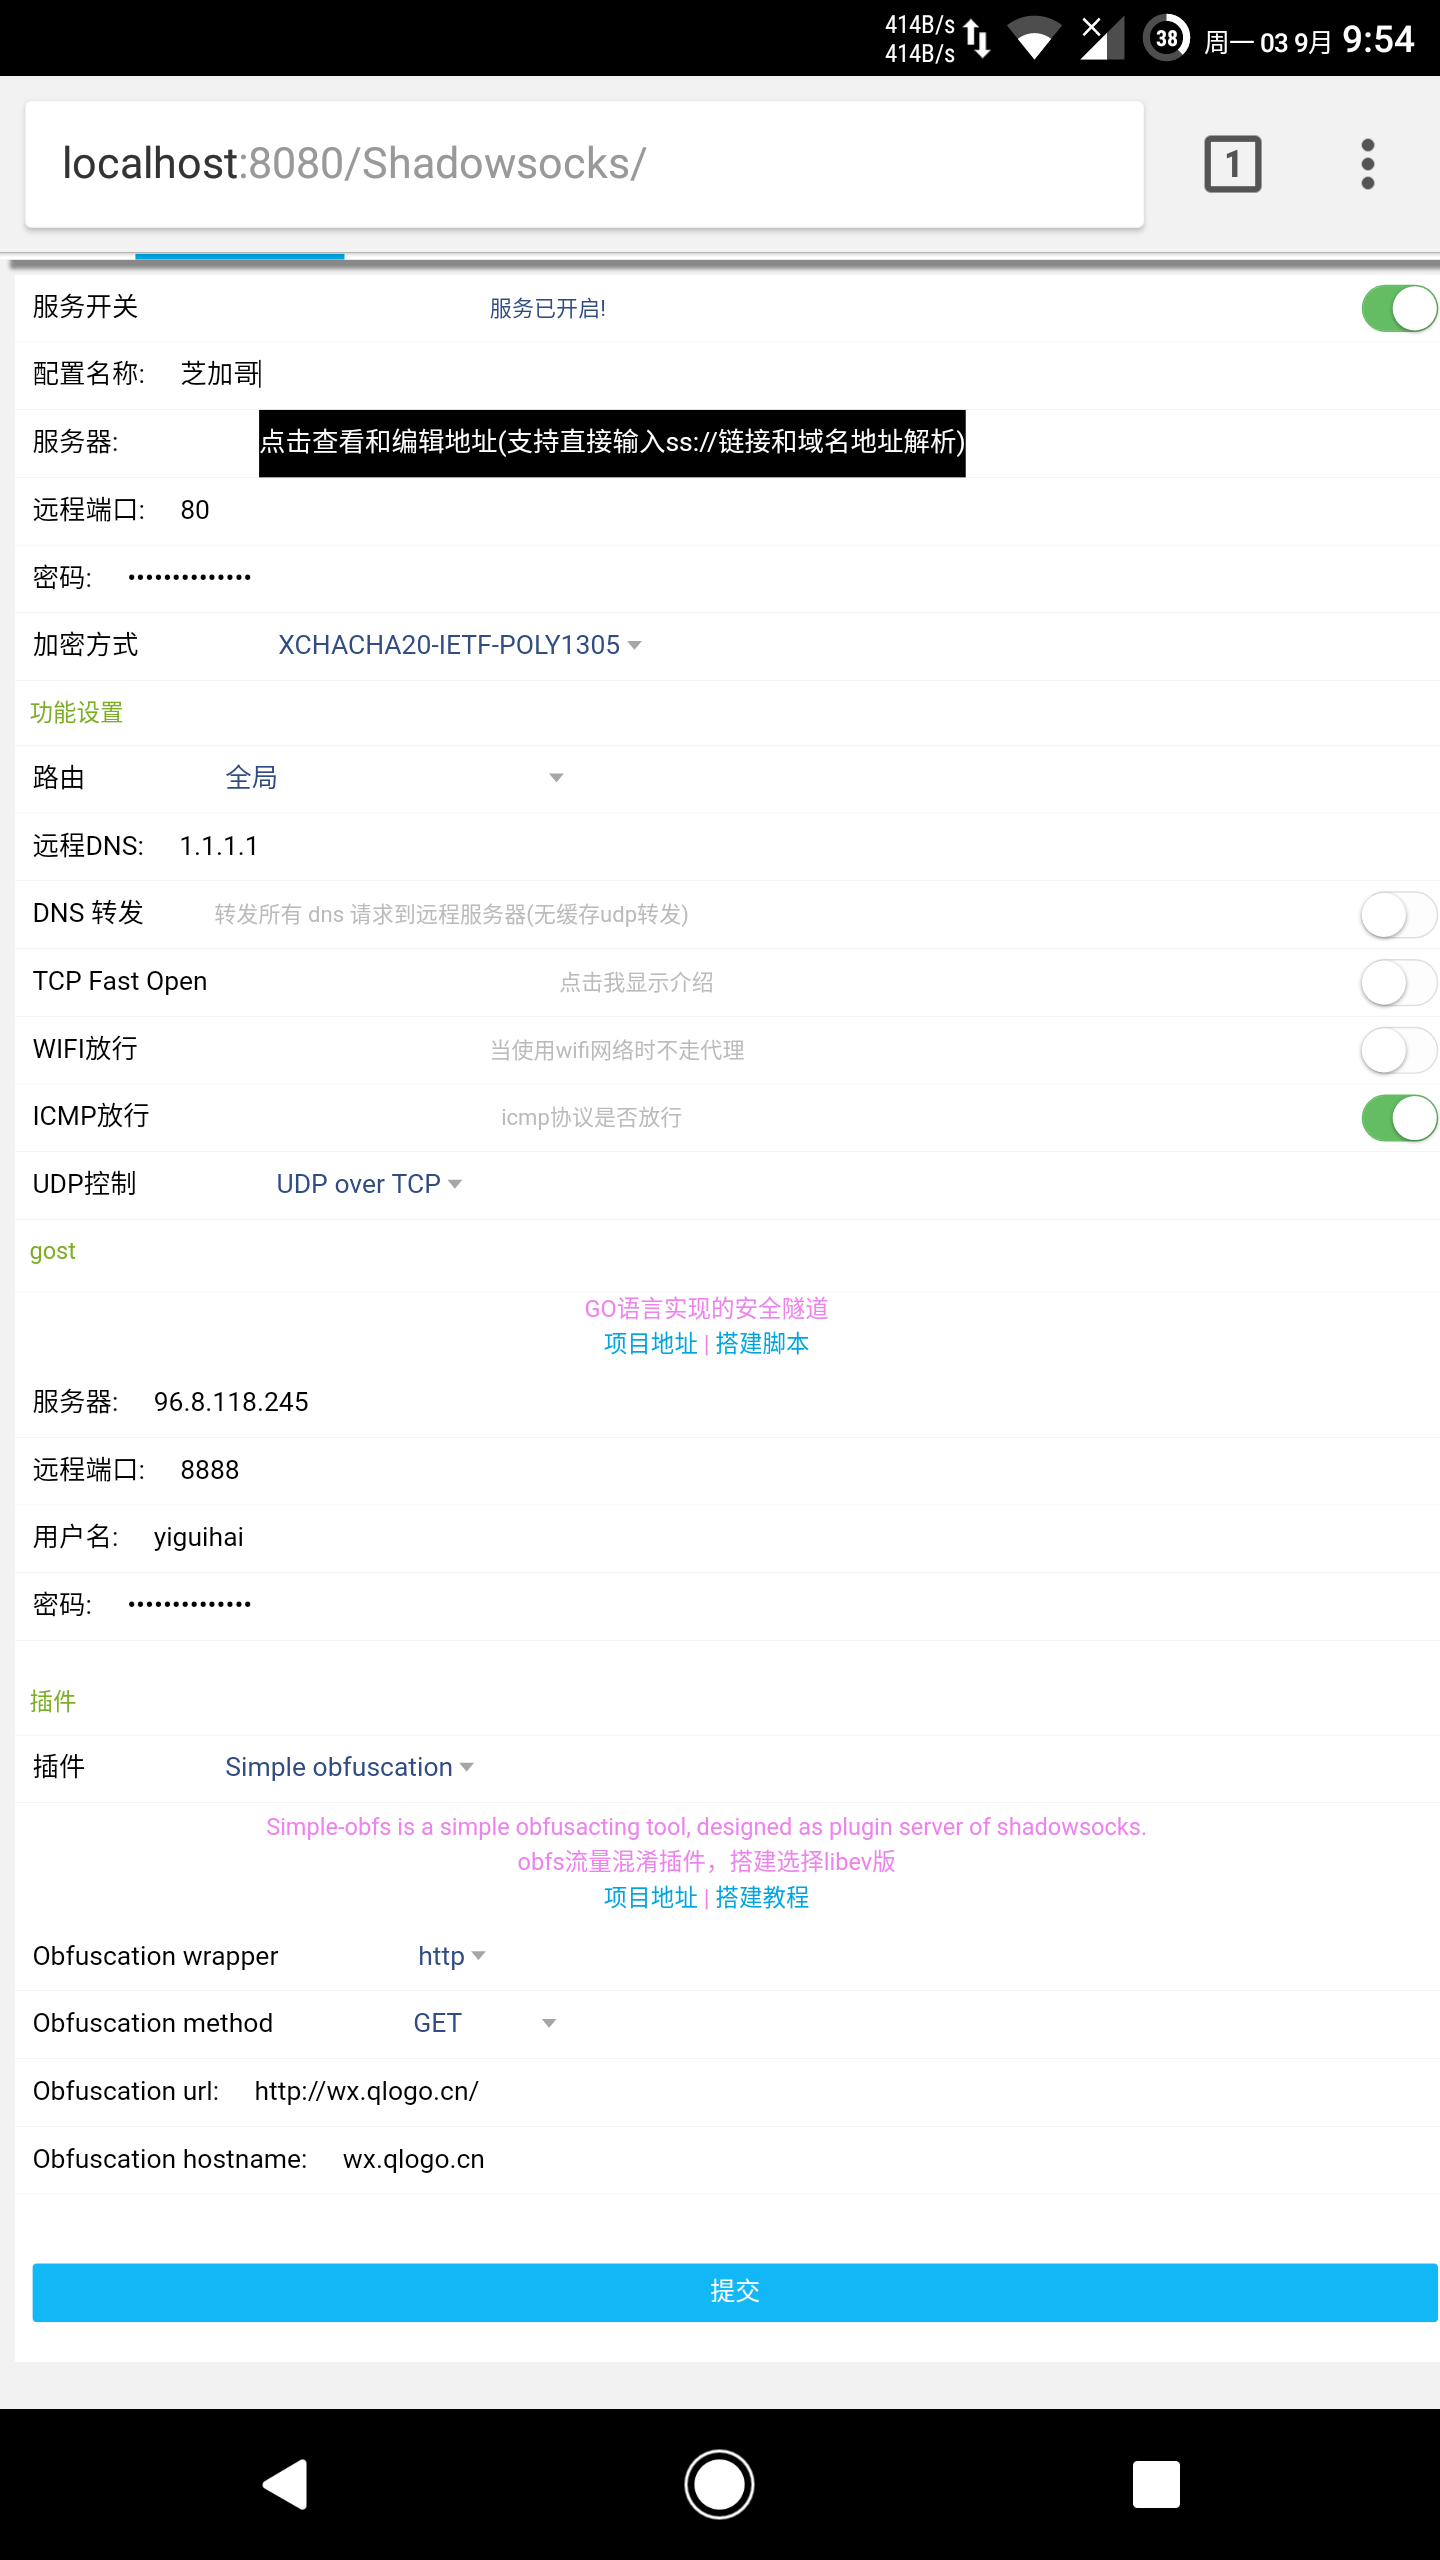 414B/s
414B/s
38 周一 03 9月 9:54
localhost:8080/Shadowsocks/
1
服务开关 服务已开启!
配置名称: 芝加哥
服务器: 点击查看和编辑地址(支持直接输入ss://链接和域名地址解析)
远程端口: 80
密码: ••••••••••••••
加密方式 XCHACHA20-IETF-POLY1305
功能设置
路由 全局
远程DNS: 1.1.1.1
DNS 转发 转发所有 dns 请求到远程服务器(无缓存udp转发)
TCP Fast Open 点击我显示介绍
WIFI放行 当使用wifi网络时不走代理
ICMP放行 icmp协议是否放行
UDP控制 UDP over TCP
gost
GO语言实现的安全隧道
项目地址 | 搭建脚本
服务器: 96.8.118.245
远程端口: 8888
用户名: yiguihai
密码: ••••••••••••••
插件
插件 Simple obfuscation
Simple-obfs is a simple obfusacting tool, designed as plugin server of shadowsocks.
obfs流量混淆插件，搭建选择libev版
项目地址 | 搭建教程
Obfuscation wrapper http
Obfuscation method GET
Obfuscation url: http://wx.qlogo.cn/
Obfuscation hostname: wx.qlogo.cn
提交